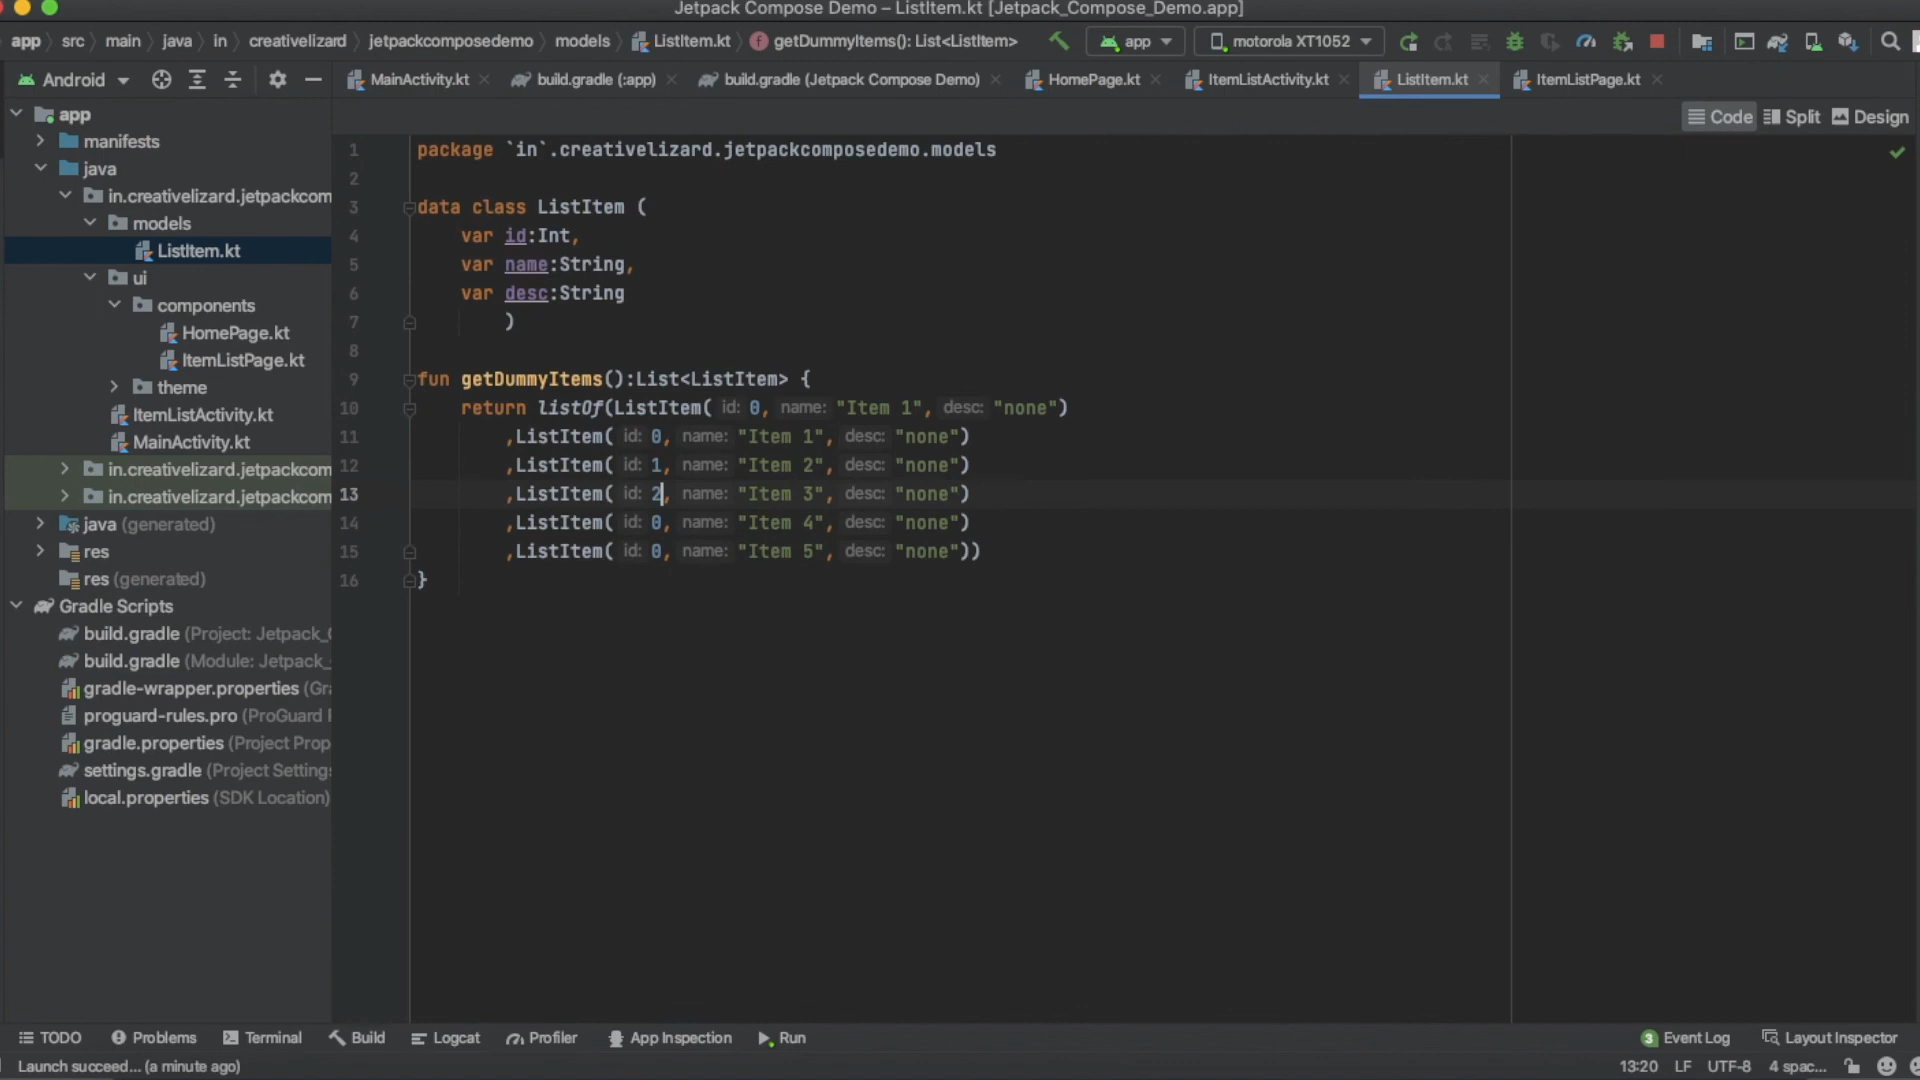 Jetpack Compose Demo – ListItem.kt [Jetpack_Compose_Demo.app]
app src main java in creativelizard jetpackcomposedemo models ListItem.kt getDummyItems(): List<ListItem> app motorola XT1052
Android MainActivity.kt build.gradle (:app) build.gradle (Jetpack Compose Demo) HomePage.kt ItemListActivity.kt ListItem.kt ItemListPage.kt
Code Split Design
app
manifests
java
in.creativelizard.jetpackcom
models
ListItem.kt
ui
components
HomePage.kt
ItemListPage.kt
theme
ItemListActivity.kt
MainActivity.kt
in.creativelizard.jetpackcom
in.creativelizard.jetpackcom
java (generated)
res
res (generated)
Gradle Scripts
build.gradle (Project: Jetpack_
build.gradle (Module: Jetpack_
gradle-wrapper.properties (Gra
proguard-rules.pro (ProGuard
gradle.properties (Project Prop
settings.gradle (Project Settings
local.properties (SDK Location)
1 package `in`.creativelizard.jetpackcomposedemo.models
2
3 data class ListItem (
4 var id:Int,
5 var name:String,
6 var desc:String
7 )
8
9 fun getDummyItems():List<ListItem> {
10 return listOf(ListItem( id: 0, name: "Item 1", desc: "none")
11 ,ListItem( id: 0, name: "Item 1", desc: "none")
12 ,ListItem( id: 1, name: "Item 2", desc: "none")
13 ,ListItem( id: 2, name: "Item 3", desc: "none")
14 ,ListItem( id: 0, name: "Item 4", desc: "none")
15 ,ListItem( id: 0, name: "Item 5", desc: "none"))
16 }
TODO Problems Terminal Build Logcat Profiler App Inspection Run 3 Event Log Layout Inspector
Launch succeed... (a minute ago) 13:20 LF UTF-8 4 spac...